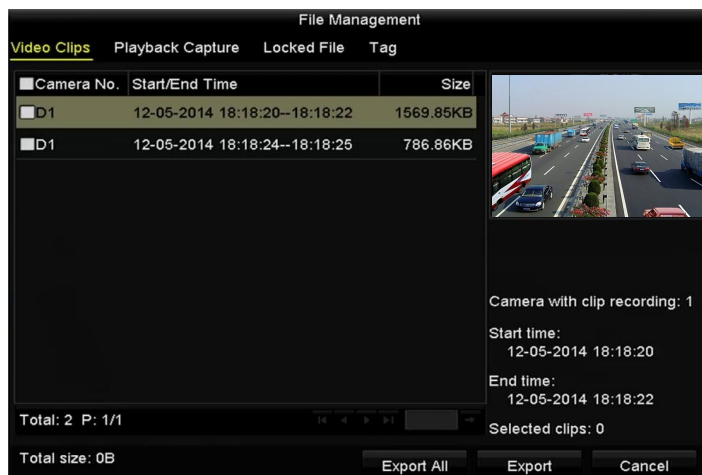 File Management
Video Clips Playback Capture Locked File Tag
Camera No. Start/End Time Size
D1 12-05-2014 18:18:20--18:18:22 1569.85KB
D1 12-05-2014 18:18:24--18:18:25 786.86KB
Camera with clip recording: 1
Start time:
12-05-2014 18:18:20
End time:
12-05-2014 18:18:22
Selected clips: 0
Total: 2 P: 1/1
Total size: 0B
Export All Export Cancel